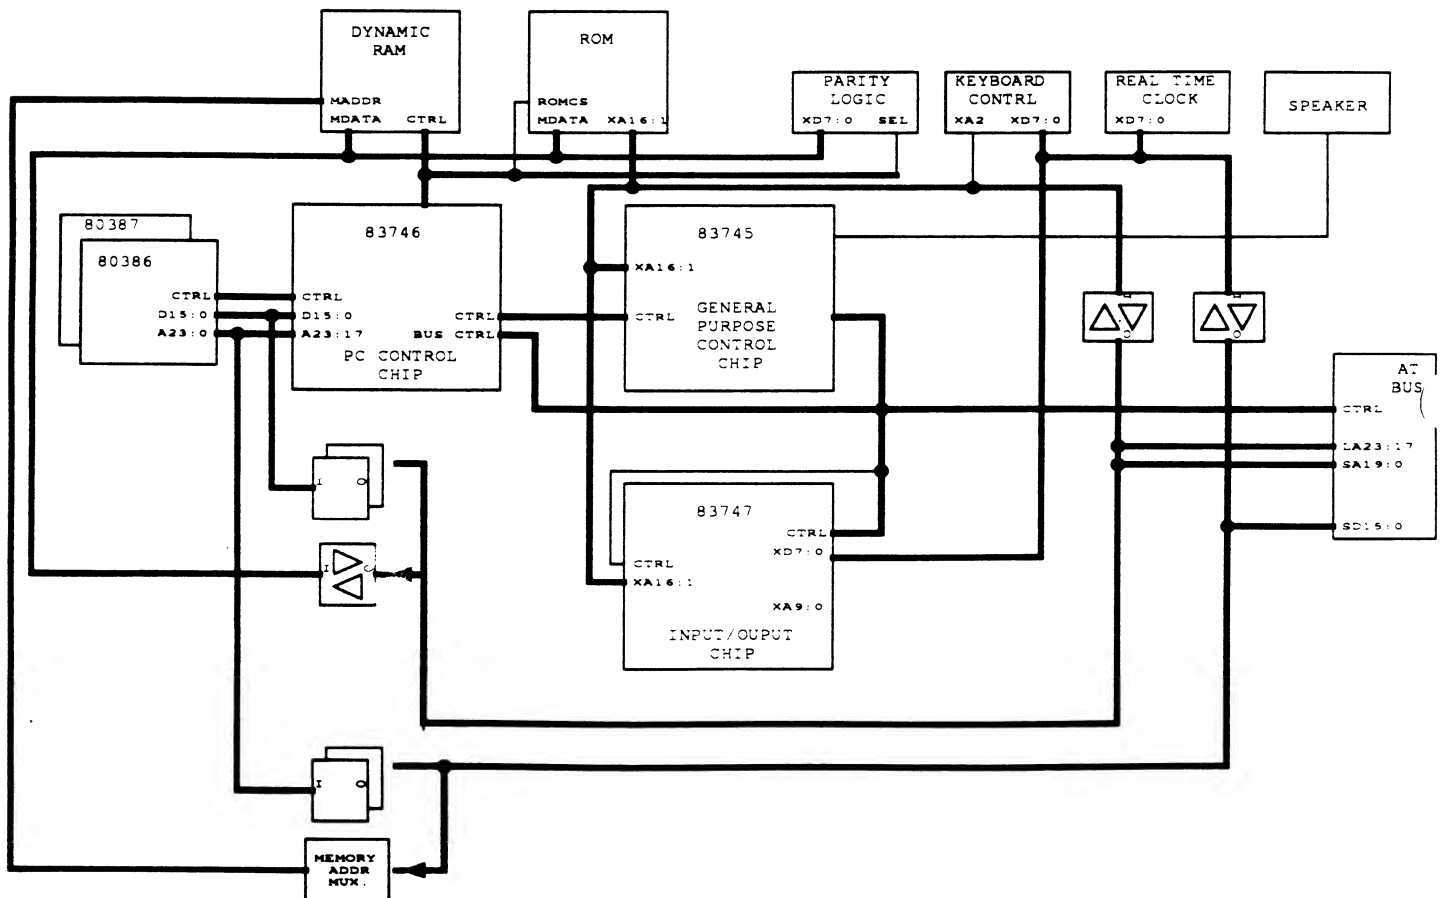 DYNAMIC
RAM
MADDR
MDATA CTRL
ROM
ROMCS
MDATA XA16:1
PARITY
LOGIC
XD7:0 SEL
KEYBOARD
CONTRL
XA2 XD7:0
REAL TIME
CLOCK
XD7:0
SPEAKER
80387
80386
CTRL
D15:0
A23:0
83746
CTRL
D15:0
A23:17
CTRL
BUS CTRL
PC CONTROL
CHIP
83745
XA16:1
CTRL
GENERAL
PURPOSE
CONTROL
CHIP
AT
BUS
CTRL
LA23:17
SA19:0
SD15:0
I O
I
83747
CTRL
XD7:0
CTRL
XA16:1
XA9:0
INPUT/OUPUT
CHIP
I O
MEMORY
ADDR
MUX.